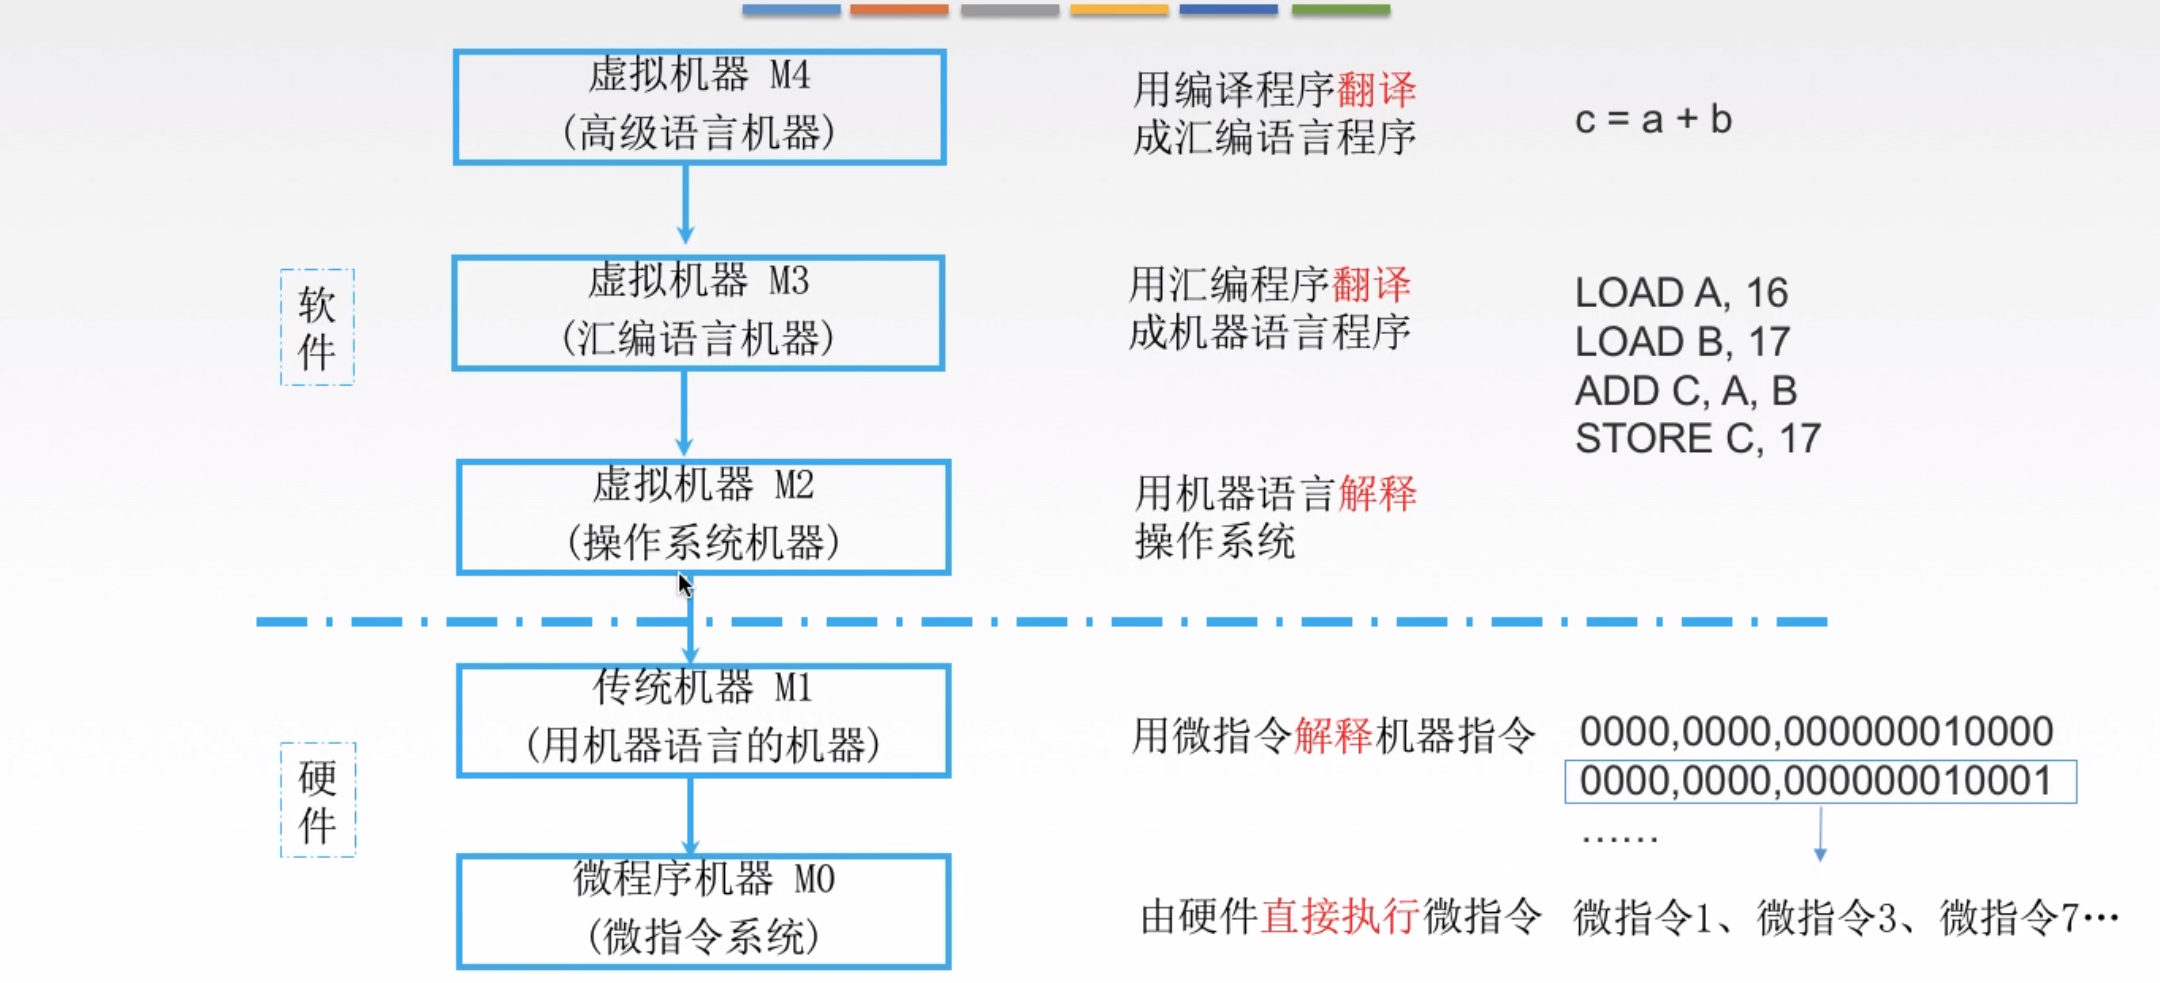 虚拟机器 M4
(高级语言机器)
用编译程序翻译
成汇编语言程序
c = a + b
软
件
虚拟机器 M3
(汇编语言机器)
用汇编程序翻译
成机器语言程序
LOAD A, 16
LOAD B, 17
ADD C, A, B
STORE C, 17
虚拟机器 M2
(操作系统机器)
用机器语言解释
操作系统
硬
件
传统机器 M1
(用机器语言的机器)
用微指令解释机器指令
0000,0000,000000010000
0000,0000,000000010001
……
微程序机器 M0
(微指令系统)
由硬件直接执行微指令
微指令1、微指令3、微指令7…